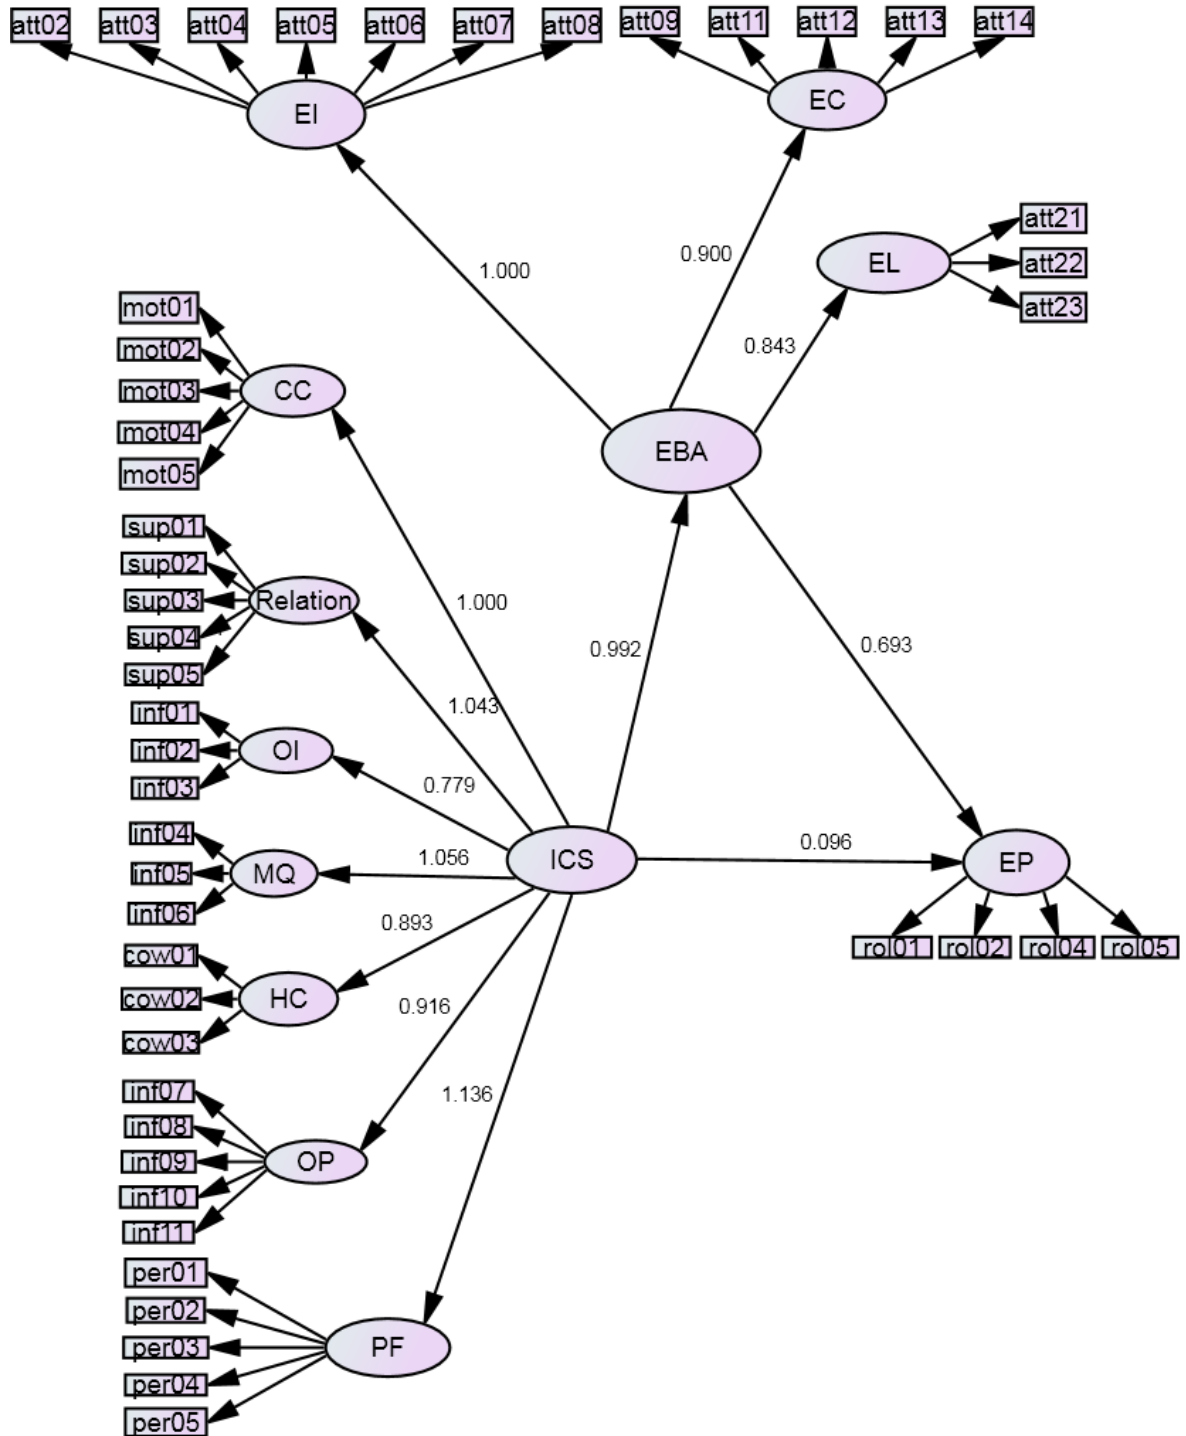 att02 att03 att04 att05 att06 att07 att08 att09 att11 att12 att13 att14
EI
EC
att21
EL
att22
att23
1.000
0.900
0.843
mot01
mot02
mot03
mot04
mot05
CC
EBA
sup01
sup02
sup03
sup04
sup05
Relation
1.000
0.992
0.693
1.043
inf01
inf02
inf03
OI
0.779
inf04
inf05
inf06
MQ
1.056
ICS
0.096
EP
rol01 rol02 rol04 rol05
0.893
cow01
cow02
cow03
HC
0.916
1.136
inf07
inf08
inf09
inf10
inf11
OP
per01
per02
per03
per04
per05
PF